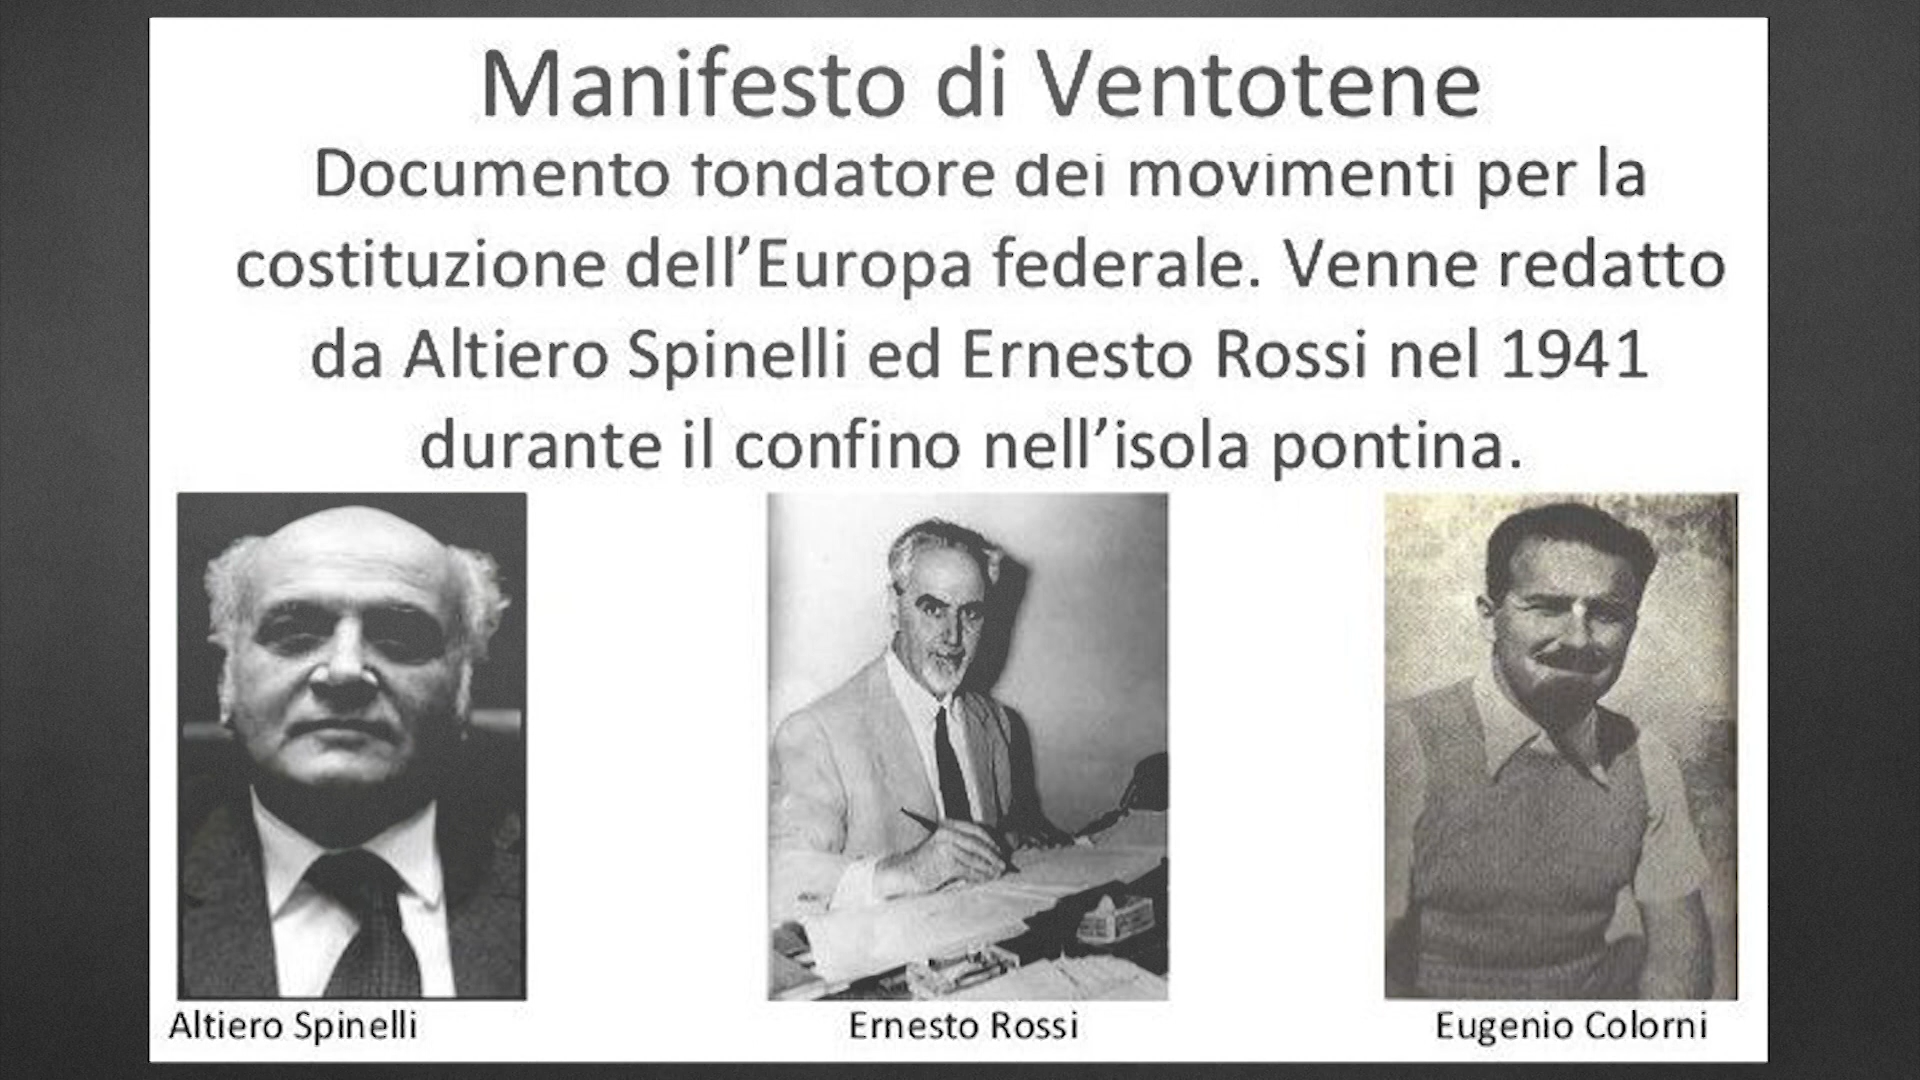 Manifesto di Ventotene
Documento fondatore dei movimenti per la
costituzione dell’Europa federale. Venne redatto
da Altiero Spinelli ed Ernesto Rossi nel 1941
durante il confino nell’isola pontina.
Altiero Spinelli
Ernesto Rossi
Eugenio Colorni